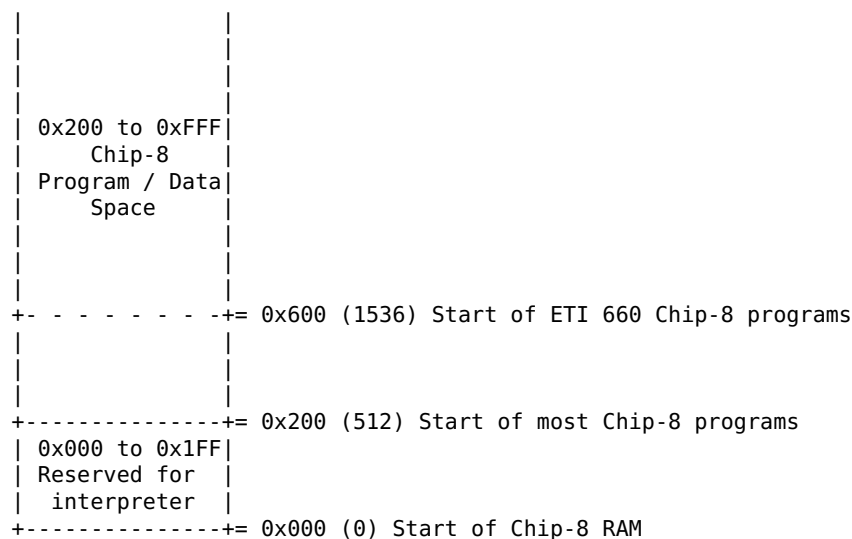 |               |
|               |
|               |
|               |
| 0x200 to 0xFFF|
|     Chip-8    |
| Program / Data|
|     Space     |
|               |
|               |
|               |
+- - - - - - - -+= 0x600 (1536) Start of ETI 660 Chip-8 programs
|               |
|               |
|               |
+---------------+= 0x200 (512) Start of most Chip-8 programs
| 0x000 to 0x1FF|
| Reserved for  |
|  interpreter  |
+---------------+= 0x000 (0) Start of Chip-8 RAM